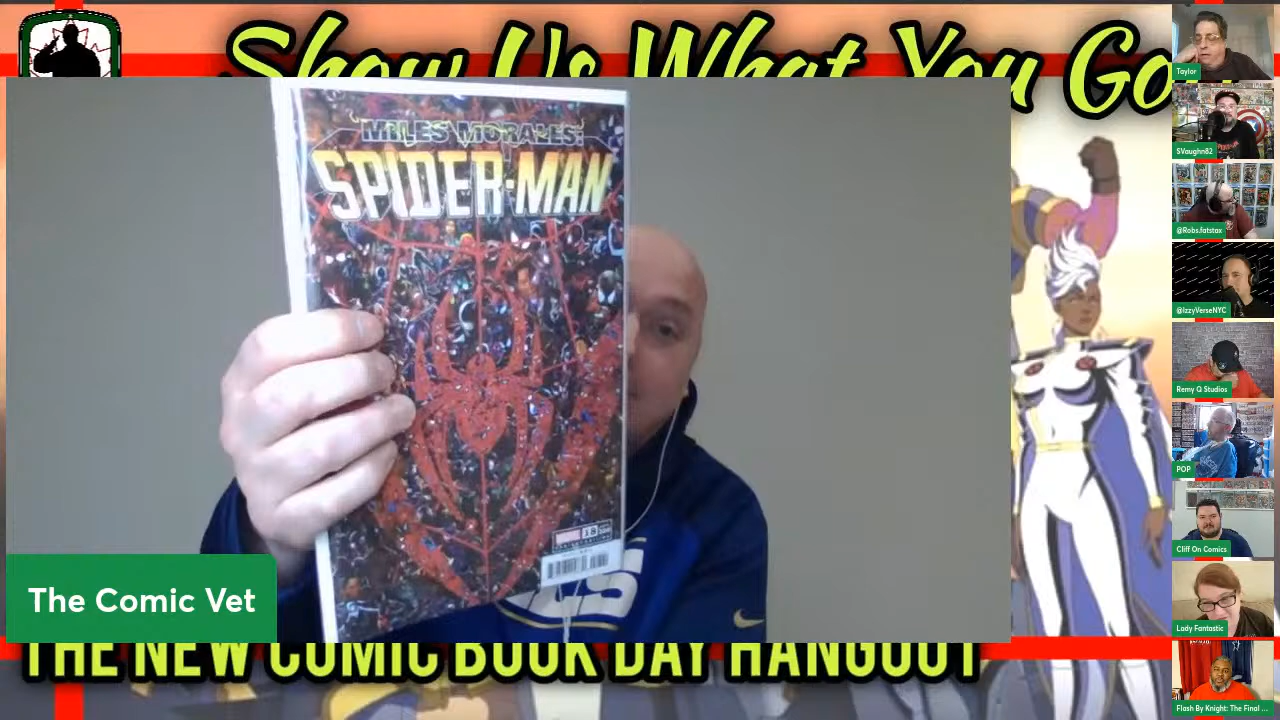 Show Us What You Go
MILES MORALES:
SPIDER-MAN
18
The Comic Vet
THE NEW COMIC BOOK DAY HANGOUT
Taylor
SVaughn82
@Robs.fatstax
@IzzyVerseNYC
Remy Q Studios
POP
Cliff On Comics
Lady Fantastic
Flash By Knight: The Final ...